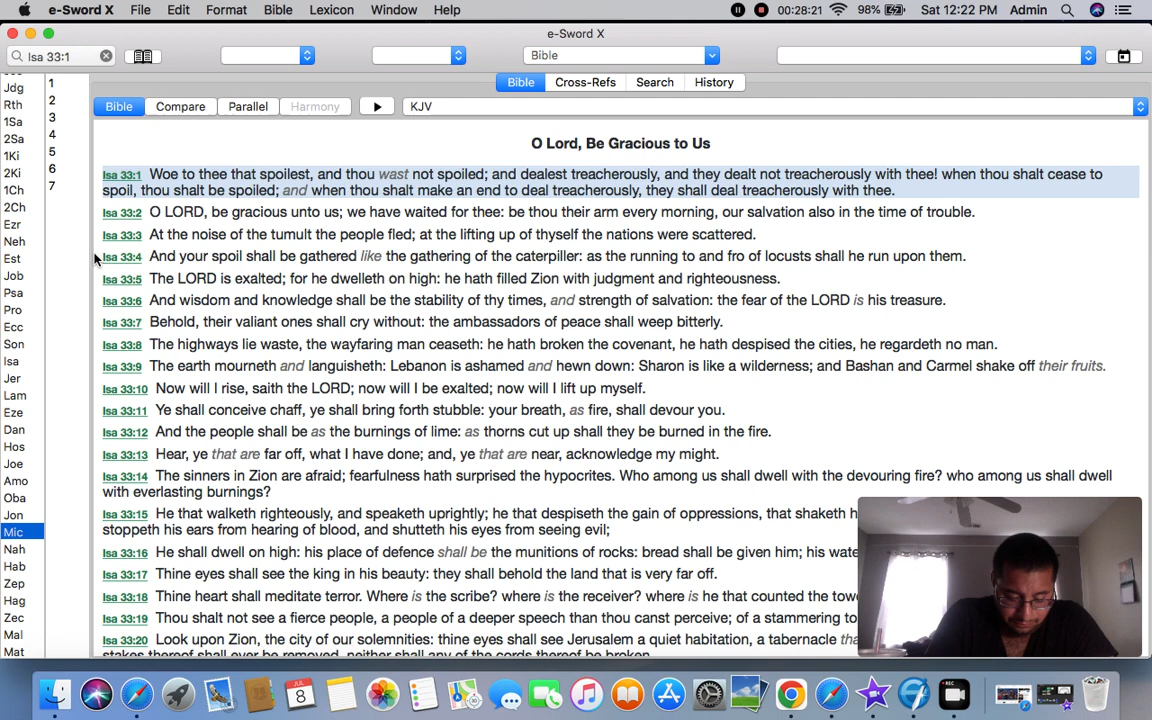 e-Sword X File Edit Format Bible Lexicon Window Help 00:28:21 98% Sat 12:22 PM Admin
e-Sword X
Isa 33:1 Bible
Bible Cross-Refs Search History
Bible Compare Parallel Harmony KJV
Jdg
Rth
1Sa
2Sa
1Ki
2Ki
1Ch
2Ch
Ezr
Neh
Est
Job
Psa
Pro
Ecc
Son
Isa
Jer
Lam
Eze
Dan
Hos
Joe
Amo
Oba
Jon
Mic
Nah
Hab
Zep
Hag
Zec
Mal
Mat
1
2
3
4
5
6
7
O Lord, Be Gracious to Us
Isa 33:1 Woe to thee that spoilest, and thou wast not spoiled; and dealest treacherously, and they dealt not treacherously with thee! when thou shalt cease to
spoil, thou shalt be spoiled; and when thou shalt make an end to deal treacherously, they shall deal treacherously with thee.
Isa 33:2 O LORD, be gracious unto us; we have waited for thee: be thou their arm every morning, our salvation also in the time of trouble.
Isa 33:3 At the noise of the tumult the people fled; at the lifting up of thyself the nations were scattered.
Isa 33:4 And your spoil shall be gathered like the gathering of the caterpiller: as the running to and fro of locusts shall he run upon them.
Isa 33:5 The LORD is exalted; for he dwelleth on high: he hath filled Zion with judgment and righteousness.
Isa 33:6 And wisdom and knowledge shall be the stability of thy times, and strength of salvation: the fear of the LORD is his treasure.
Isa 33:7 Behold, their valiant ones shall cry without: the ambassadors of peace shall weep bitterly.
Isa 33:8 The highways lie waste, the wayfaring man ceaseth: he hath broken the covenant, he hath despised the cities, he regardeth no man.
Isa 33:9 The earth mourneth and languisheth: Lebanon is ashamed and hewn down: Sharon is like a wilderness; and Bashan and Carmel shake off their fruits.
Isa 33:10 Now will I rise, saith the LORD; now will I be exalted; now will I lift up myself.
Isa 33:11 Ye shall conceive chaff, ye shall bring forth stubble: your breath, as fire, shall devour you.
Isa 33:12 And the people shall be as the burnings of lime: as thorns cut up shall they be burned in the fire.
Isa 33:13 Hear, ye that are far off, what I have done; and, ye that are near, acknowledge my might.
Isa 33:14 The sinners in Zion are afraid; fearfulness hath surprised the hypocrites. Who among us shall dwell with the devouring fire? who among us shall dwell
with everlasting burnings?
Isa 33:15 He that walketh righteously, and speaketh uprightly; he that despiseth the gain of oppressions, that shaketh h
stoppeth his ears from hearing of blood, and shutteth his eyes from seeing evil;
Isa 33:16 He shall dwell on high: his place of defence shall be the munitions of rocks: bread shall be given him; his wate
Isa 33:17 Thine eyes shall see the king in his beauty: they shall behold the land that is very far off.
Isa 33:18 Thine heart shall meditate terror. Where is the scribe? where is the receiver? where is he that counted the tow
Isa 33:19 Thou shalt not see a fierce people, a people of a deeper speech than thou canst perceive; of a stammering to
Isa 33:20 Look upon Zion, the city of our solemnities: thine eyes shall see Jerusalem a quiet habitation, a tabernacle tha
stakes thereof shall ever be removed, neither shall any of the cords thereof be broken.
JUL
8